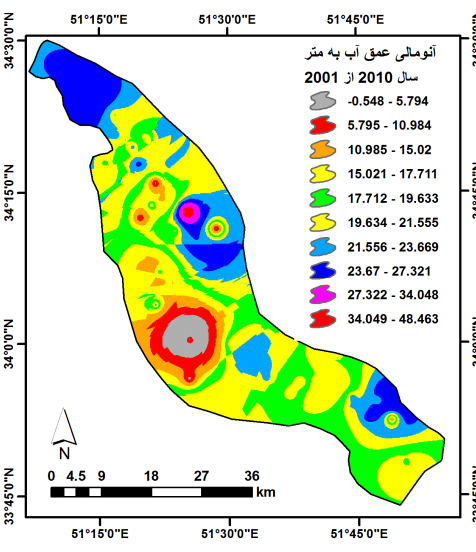 51°15'0"E 51°30'0"E 51°45'0"E
34°30'0"N
34°15'0"N
34°0'0"N
33°45'0"N
آنومالی عمق آب به متر
سال 2010 از 2001
-0.548 - 5.794
5.795 - 10.984
10.985 - 15.02
15.021 - 17.711
17.712 - 19.633
19.634 - 21.555
21.556 - 23.669
23.67 - 27.321
27.322 - 34.048
34.049 - 48.463
N
0 4.5 9 18 27 36
km
51°15'0"E 51°30'0"E 51°45'0"E